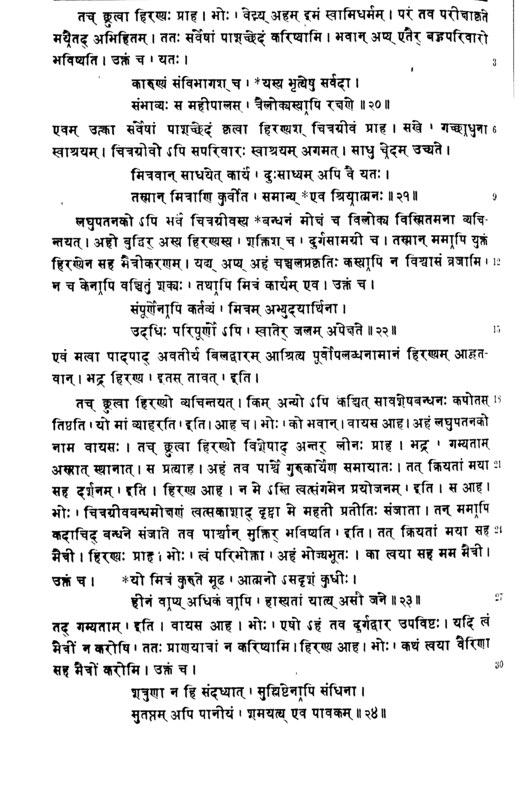 तच् छ्रुत्वा हिरण्यः प्राह। भोः। वेद्म्य् अहम् इमं स्वामिधर्मम्। परं तव परीक्षाकृते
मयैतद् अभिहितम्। ततः सर्वेषां पाशच्छेदं करिष्यामि। भवान् अप्य् एतैर् बहुपरिवारो
भविष्यति। उक्तं च। यतः। 3
कारुण्यं संविभागश् च। *यस्य भृत्येषु सर्वदा।
संभाव्यः स महीपालस्। त्रैलोक्यस्यापि रक्षणे॥२०॥
एवम् उक्त्वा सर्वेषां पाशच्छेदं कृत्वा हिरण्यश् चित्रग्रीवं प्राह। सखे। गच्छाधुना 6
स्वाश्रयम्। चित्रग्रीवो ऽपि सपरिवारः स्वाश्रयम् अगमत्। साधु चेदम् उच्यते।
मित्रवान् साधयेत् कार्यं। दुःसाध्यम् अपि वै यतः।
तस्मान् मित्राणि कुर्वीत। समान्य् *एव श्रियात्मनः॥२१॥ 9
लघुपतनको ऽपि सर्वं चित्रग्रीवस्य *बन्धनं मोक्षं च विलोक्य विस्मितमना व्यचि-
न्तयत्। अहो बुद्धिर् अस्य हिरण्यस्य। शक्तिश् च। दुर्गसामग्री च। तस्मान् ममापि युक्तं
हिरण्येन सह मैत्रीकरणम्। यद्य् अप्य् अहं चञ्चलप्रकृतिः कस्यापि न विश्वासं व्रजामि। 12
न च केनापि वञ्चितुं शक्यः। तथापि मित्रं कार्यम् एव। उक्तं च।
संपूर्णेनापि कर्तव्यं। मित्रम् अभ्युदयार्थिना।
उदधिः परिपूर्णो ऽपि। स्वातेर् जलम् अपेक्षते॥२२॥ 15
एवं मत्वा पादपाद् अवतीर्य बिलद्वारम् आश्रित्य पूर्वोपलब्धनामानं हिरण्यम् आहूत-
वान्। भद्र हिरण्य। इतस् तावत्। इति।
तच् छ्रुत्वा हिरण्यो व्यचिन्तयत्। किम् अन्यो ऽपि कश्चित् सावशेषबन्धनः कपोतस् 18
तिष्ठति। यो मां व्याहरति। इति। आह च। भोः। को भवान्। वायस आह। अहं लघुपतनको
नाम वायसः। तच् छ्रुत्वा हिरण्यो विशेषाद् अन्तर् लीनः प्राह। भद्र। गम्यताम्
अस्मात् स्थानात्। स प्रत्याह। अहं तव पार्श्वे गुरुकार्येण समायातः। तत् क्रियतां मया 21
सह दर्शनम्। इति। हिरण्य आह। न मे ऽस्ति त्वत्संगमेन प्रयोजनम्। इति। स आह।
भोः। चित्रग्रीवबन्धमोक्षणं त्वत्सकाशाद् दृष्ट्वा मे महती प्रतीतिः संजाता। तन् ममापि
कदाचिद् बन्धने संजाते तव पार्श्वान् मुक्तिर् भविष्यति। इति। तत् क्रियतां मया सह 24
मैत्री। हिरण्यः प्राह। भोः। त्वं परिभोक्ता। अहं भोज्यभूतः। का त्वया सह मम मैत्री।
उक्तं च। *यो मित्रं कुरुते मूढ। आत्मनो ऽसदृशं कुधीः।
हीनं वाप्य् अधिकं वापि। हास्यतां यात्य् असौ जने॥२३॥ 27
तद् गम्यताम्। इति। वायस आह। भोः। एषो ऽहं तव दुर्गद्वार उपविष्टः। यदि त्वं
मैत्रीं न करोषि। ततः प्राणयात्रां न करिष्यामि। हिरण्य आह। भोः। कथं त्वया वैरिणा
सह मैत्रीं करोमि। उक्तं च। 30
शत्रुणा न हि संदध्यात्। सुश्लिष्टेनापि संधिना।
सुतप्तम् अपि पानीयं। शमयत्य् एव पावकम्॥२४॥